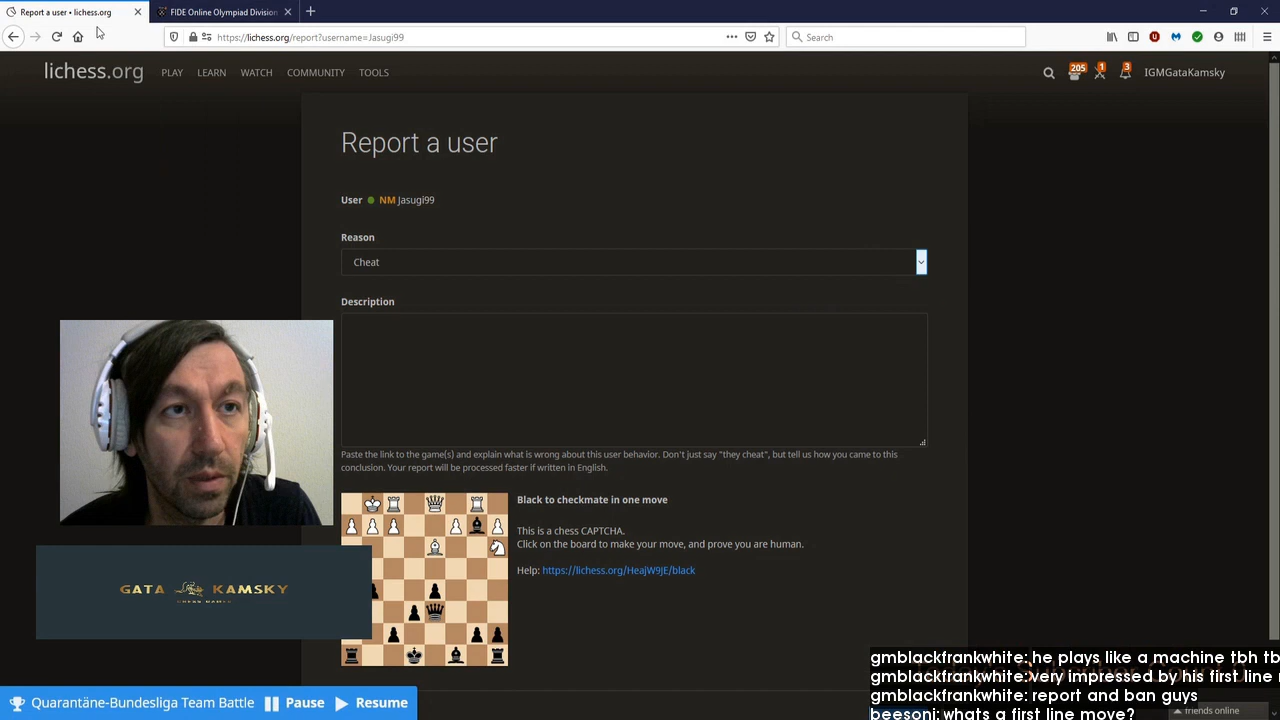 Report a user • lichess.org
FIDE Online Olympiad Division
https://lichess.org/report?username=Jasugi99
Search
lichess.org
PLAY
LEARN
WATCH
COMMUNITY
TOOLS
205
1
3
IGMGataKamsky
Report a user
User NM Jasugi99
Reason
Cheat
Description
Paste the link to the game(s) and explain what is wrong about this user behavior. Don't just say "they cheat", but tell us how you came to this
conclusion. Your report will be processed faster if written in English.
Black to checkmate in one move
This is a chess CAPTCHA.
Click on the board to make your move, and prove you are human.
Help: https://lichess.org/HeaJW9JE/black
GATA KAMSKY
gmblackfrankwhite: he plays like a machine tbh tb
gmblackfrankwhite: very impressed by his first line
gmblackfrankwhite: report and ban guys
beesoni: whats a first line move?
friends online
Quarantäne-Bundesliga Team Battle
Pause
Resume